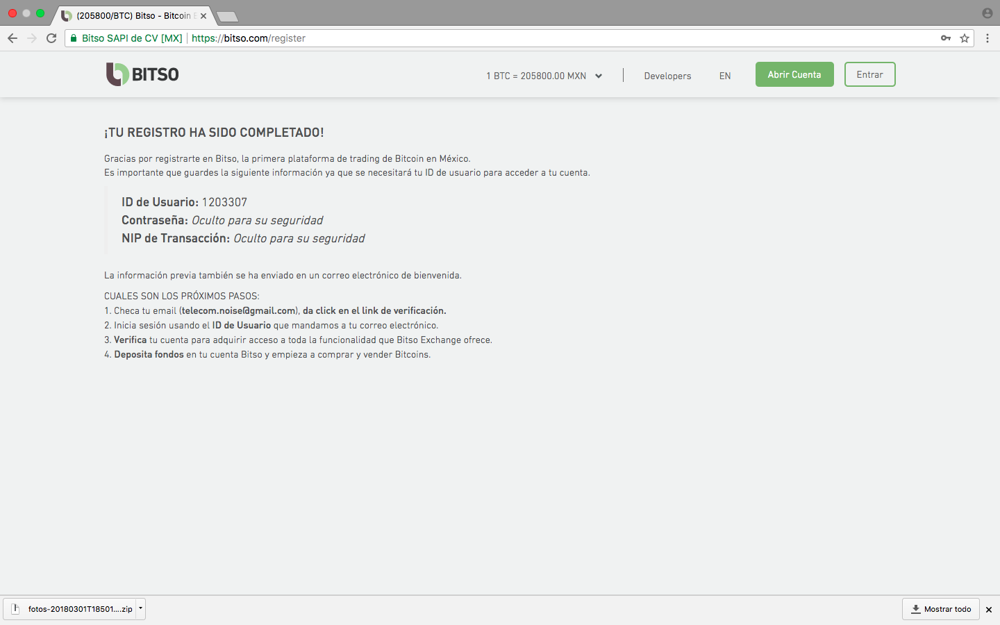 (205800/BTC) Bitso - Bitcoin
Bitso SAPI de CV [MX] https://bitso.com/register
BITSO
1 BTC = 205800.00 MXN
Developers
EN
Abrir Cuenta
Entrar
¡TU REGISTRO HA SIDO COMPLETADO!
Gracias por registrarte en Bitso, la primera plataforma de trading de Bitcoin en México.
Es importante que guardes la siguiente información ya que se necesitará tu ID de usuario para acceder a tu cuenta.
ID de Usuario: 1203307
Contraseña: Oculto para su seguridad
NIP de Transacción: Oculto para su seguridad
La información previa también se ha enviado en un correo electrónico de bienvenida.
CUALES SON LOS PRÓXIMOS PASOS:
1. Checa tu email (telecom.noise@gmail.com), da click en el link de verificación.
2. Inicia sesión usando el ID de Usuario que mandamos a tu correo electrónico.
3. Verifica tu cuenta para adquirir acceso a toda la funcionalidad que Bitso Exchange ofrece.
4. Deposita fondos en tu cuenta Bitso y empieza a comprar y vender Bitcoins.
fotos-20180301T18501....zip
Mostrar todo